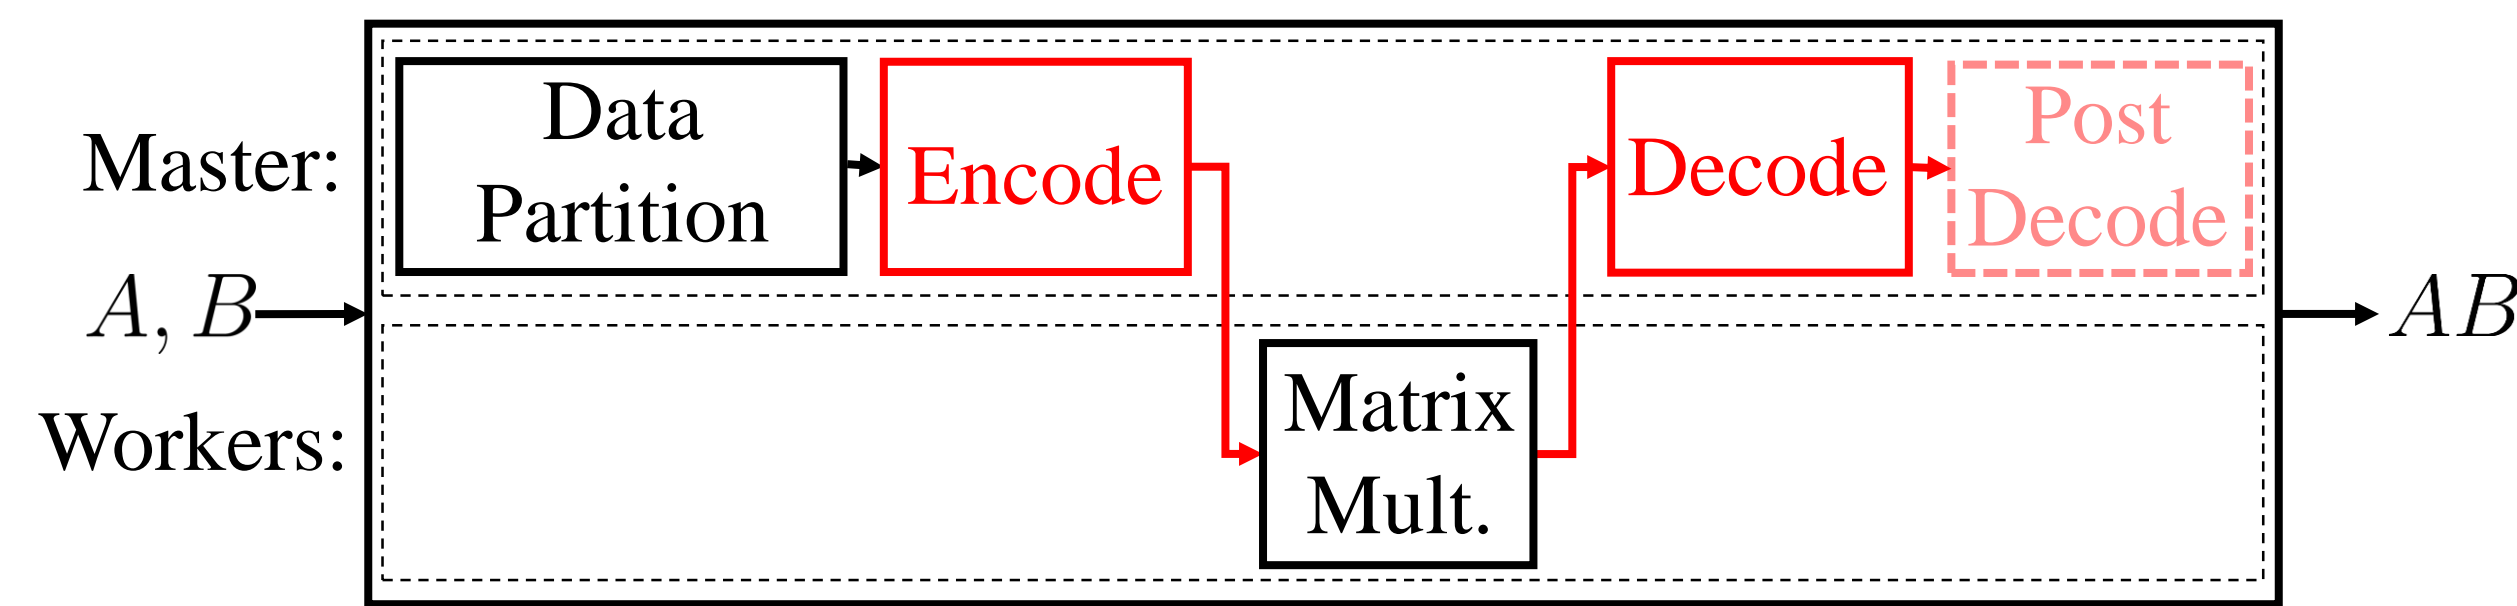 Master:
Data
Partition
Encode
Decode
Post
Decode
A, B
AB
Workers:
Matrix
Mult.